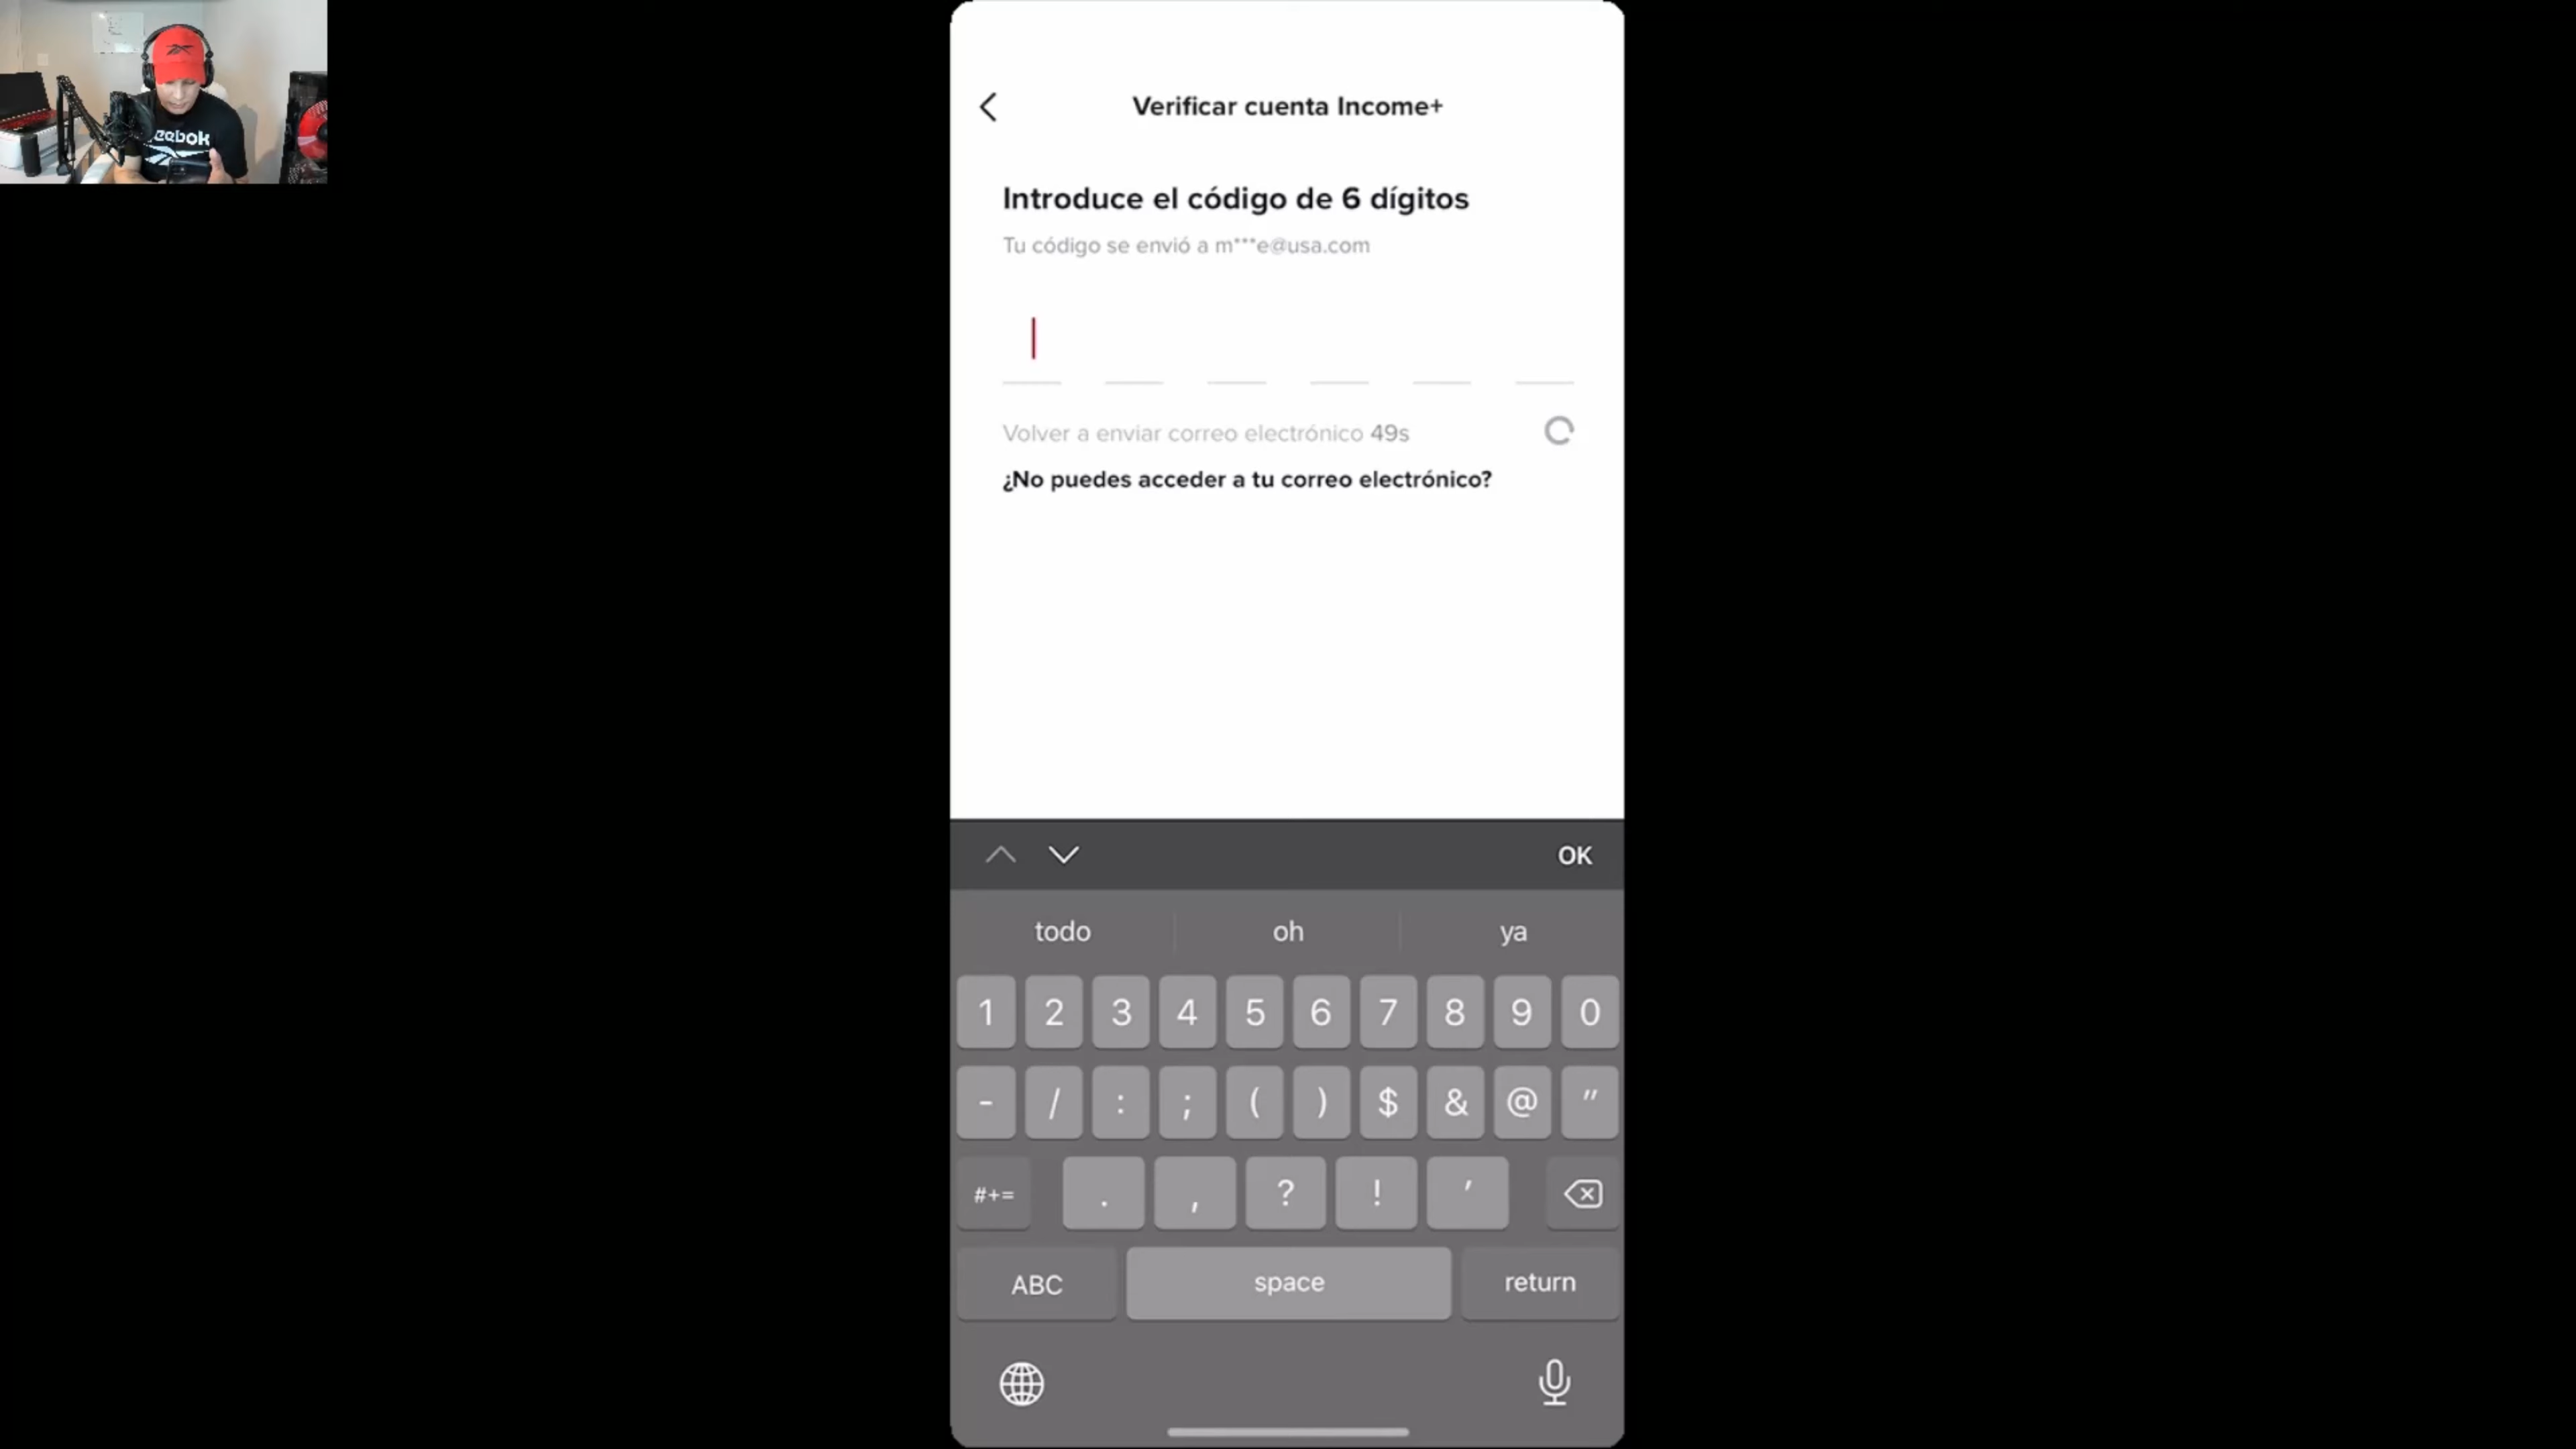 eebok
Verificar cuenta Income+
Introduce el código de 6 dígitos
Tu código se envió a m***e@usa.com
Volver a enviar correo electrónico 49s
¿No puedes acceder a tu correo electrónico?
OK
todo oh ya
1 2 3 4 5 6 7 8 9 0
- / : ; ( ) $ & @ "
#+= . , ? ! '
ABC space return